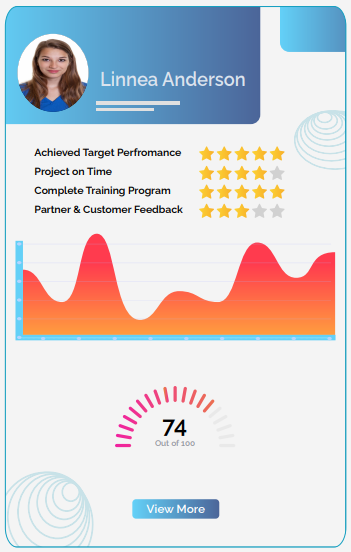 Linnea Anderson
Achieved Target Perfromance
Project on Time
Complete Training Program
Partner & Customer Feedback
74
Out of 100
View More